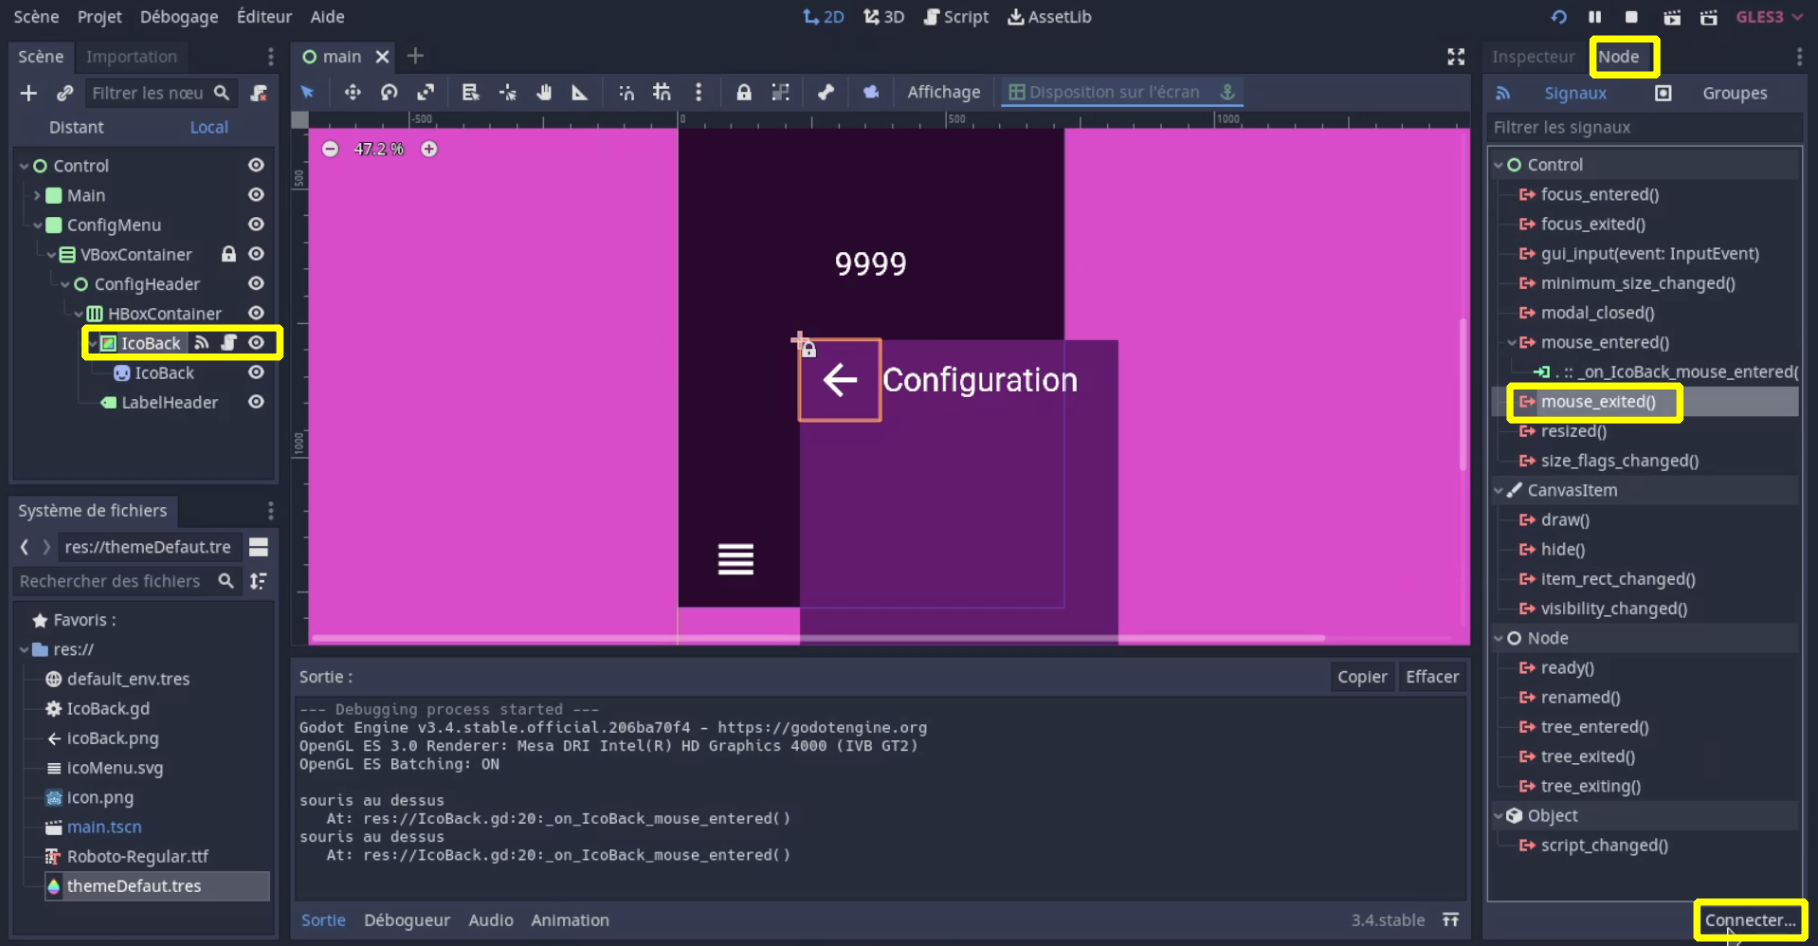 Scène Projet Débogage Éditeur Aide
2D 3D Script AssetLib
GLES3
Scène Importation
Filtrer les nœu
Distant Local
Control
Main
ConfigMenu
VBoxContainer
ConfigHeader
HBoxContainer
IcoBack
IcoBack
LabelHeader
Système de fichiers
res://themeDefaut.tre
Rechercher des fichiers
Favoris :
res://
default_env.tres
IcoBack.gd
icoBack.png
icoMenu.svg
icon.png
main.tscn
Roboto-Regular.ttf
themeDefaut.tres
main
Affichage Disposition sur l'écran
-500 0 500 1000
500
1000
47.2 %
9999
Configuration
Sortie :
Copier Effacer
--- Debugging process started ---
Godot Engine v3.4.stable.official.206ba70f4 - https://godotengine.org
OpenGL ES 3.0 Renderer: Mesa DRI Intel(R) HD Graphics 4000 (IVB GT2)
OpenGL ES Batching: ON
souris au dessus
At: res://IcoBack.gd:20:_on_IcoBack_mouse_entered()
souris au dessus
At: res://IcoBack.gd:20:_on_IcoBack_mouse_entered()
Sortie Débogueur Audio Animation
3.4.stable
Inspecteur Node
Signaux Groupes
Filtrer les signaux
Control
focus_entered()
focus_exited()
gui_input(event: InputEvent)
minimum_size_changed()
modal_closed()
mouse_entered()
. :: _on_IcoBack_mouse_entered(
mouse_exited()
resized()
size_flags_changed()
CanvasItem
draw()
hide()
item_rect_changed()
visibility_changed()
Node
ready()
renamed()
tree_entered()
tree_exited()
tree_exiting()
Object
script_changed()
Connecter...